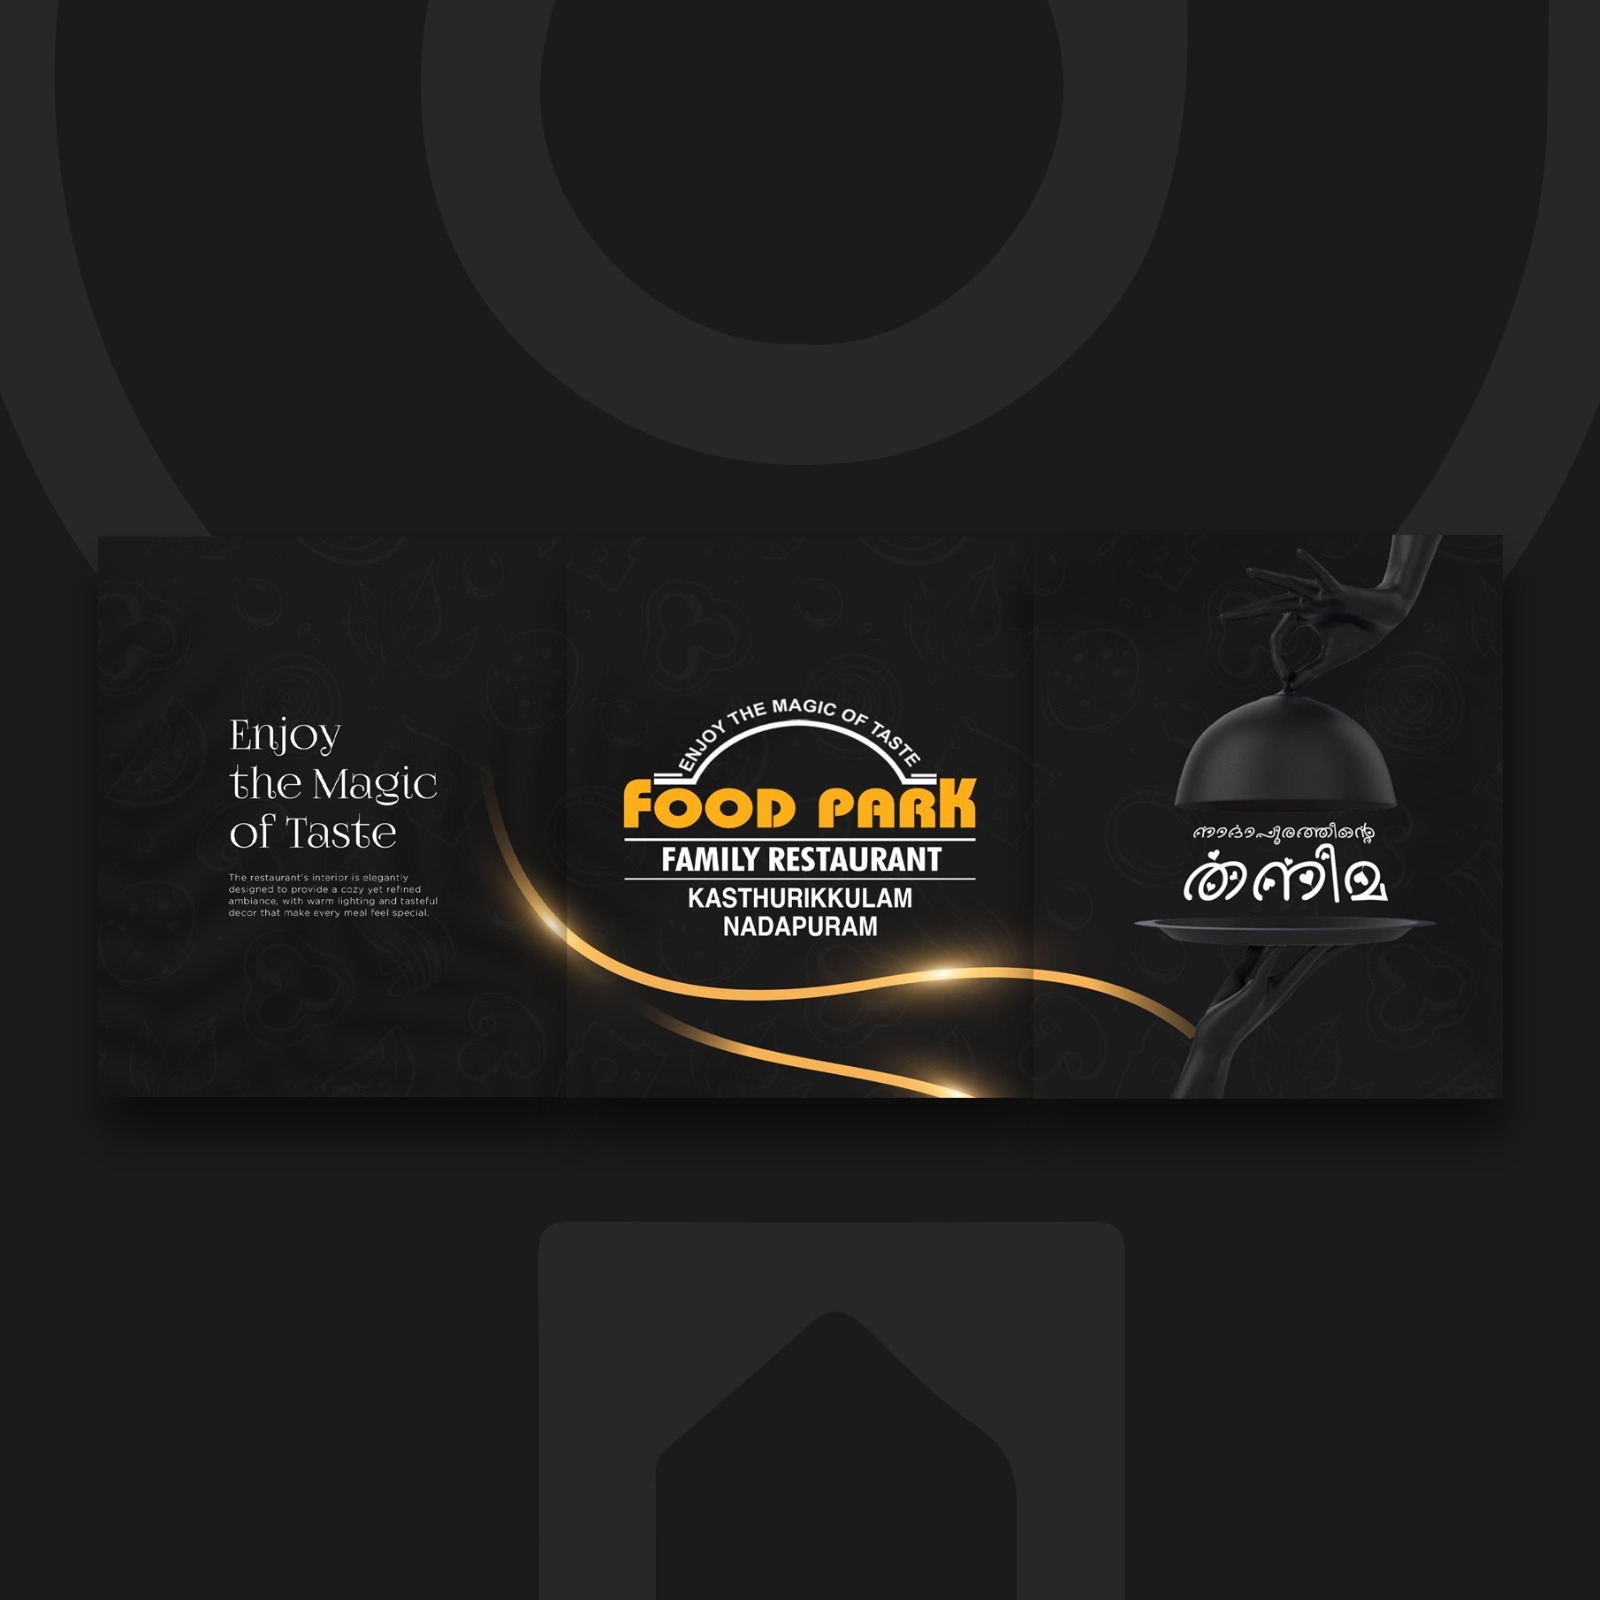 Enjoy
the Magic
of Taste
The restaurant's interior is elegantly
designed to provide a cozy yet refined
ambiance, with warm lighting and tasteful
decor that make every meal feel special.
ENJOY THE MAGIC OF TASTE
FOOD PARK
FAMILY RESTAURANT
KASTHURIKKULAM
NADAPURAM
നാദാപുരത്തിന്റെ
തനിമ